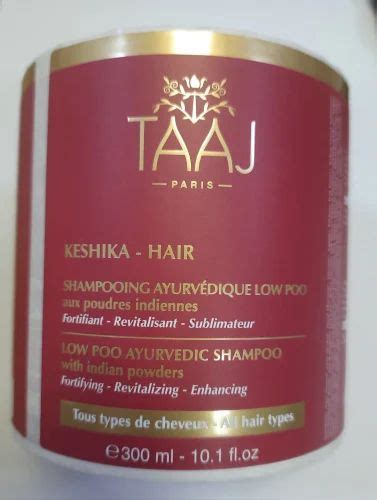 TAAJ
PARIS
KESHIKA - HAIR
SHAMPOOING AYURVÉDIQUE LOW POO
aux poudres indiennes
Fortifiant - Revitalisant - Sublimateur
LOW POO AYURVEDIC SHAMPOO
with indian powders
Fortifying - Revitalizing - Enhancing
Tous types de cheveux - All hair types
℮300 ml - 10.1 fl.oz